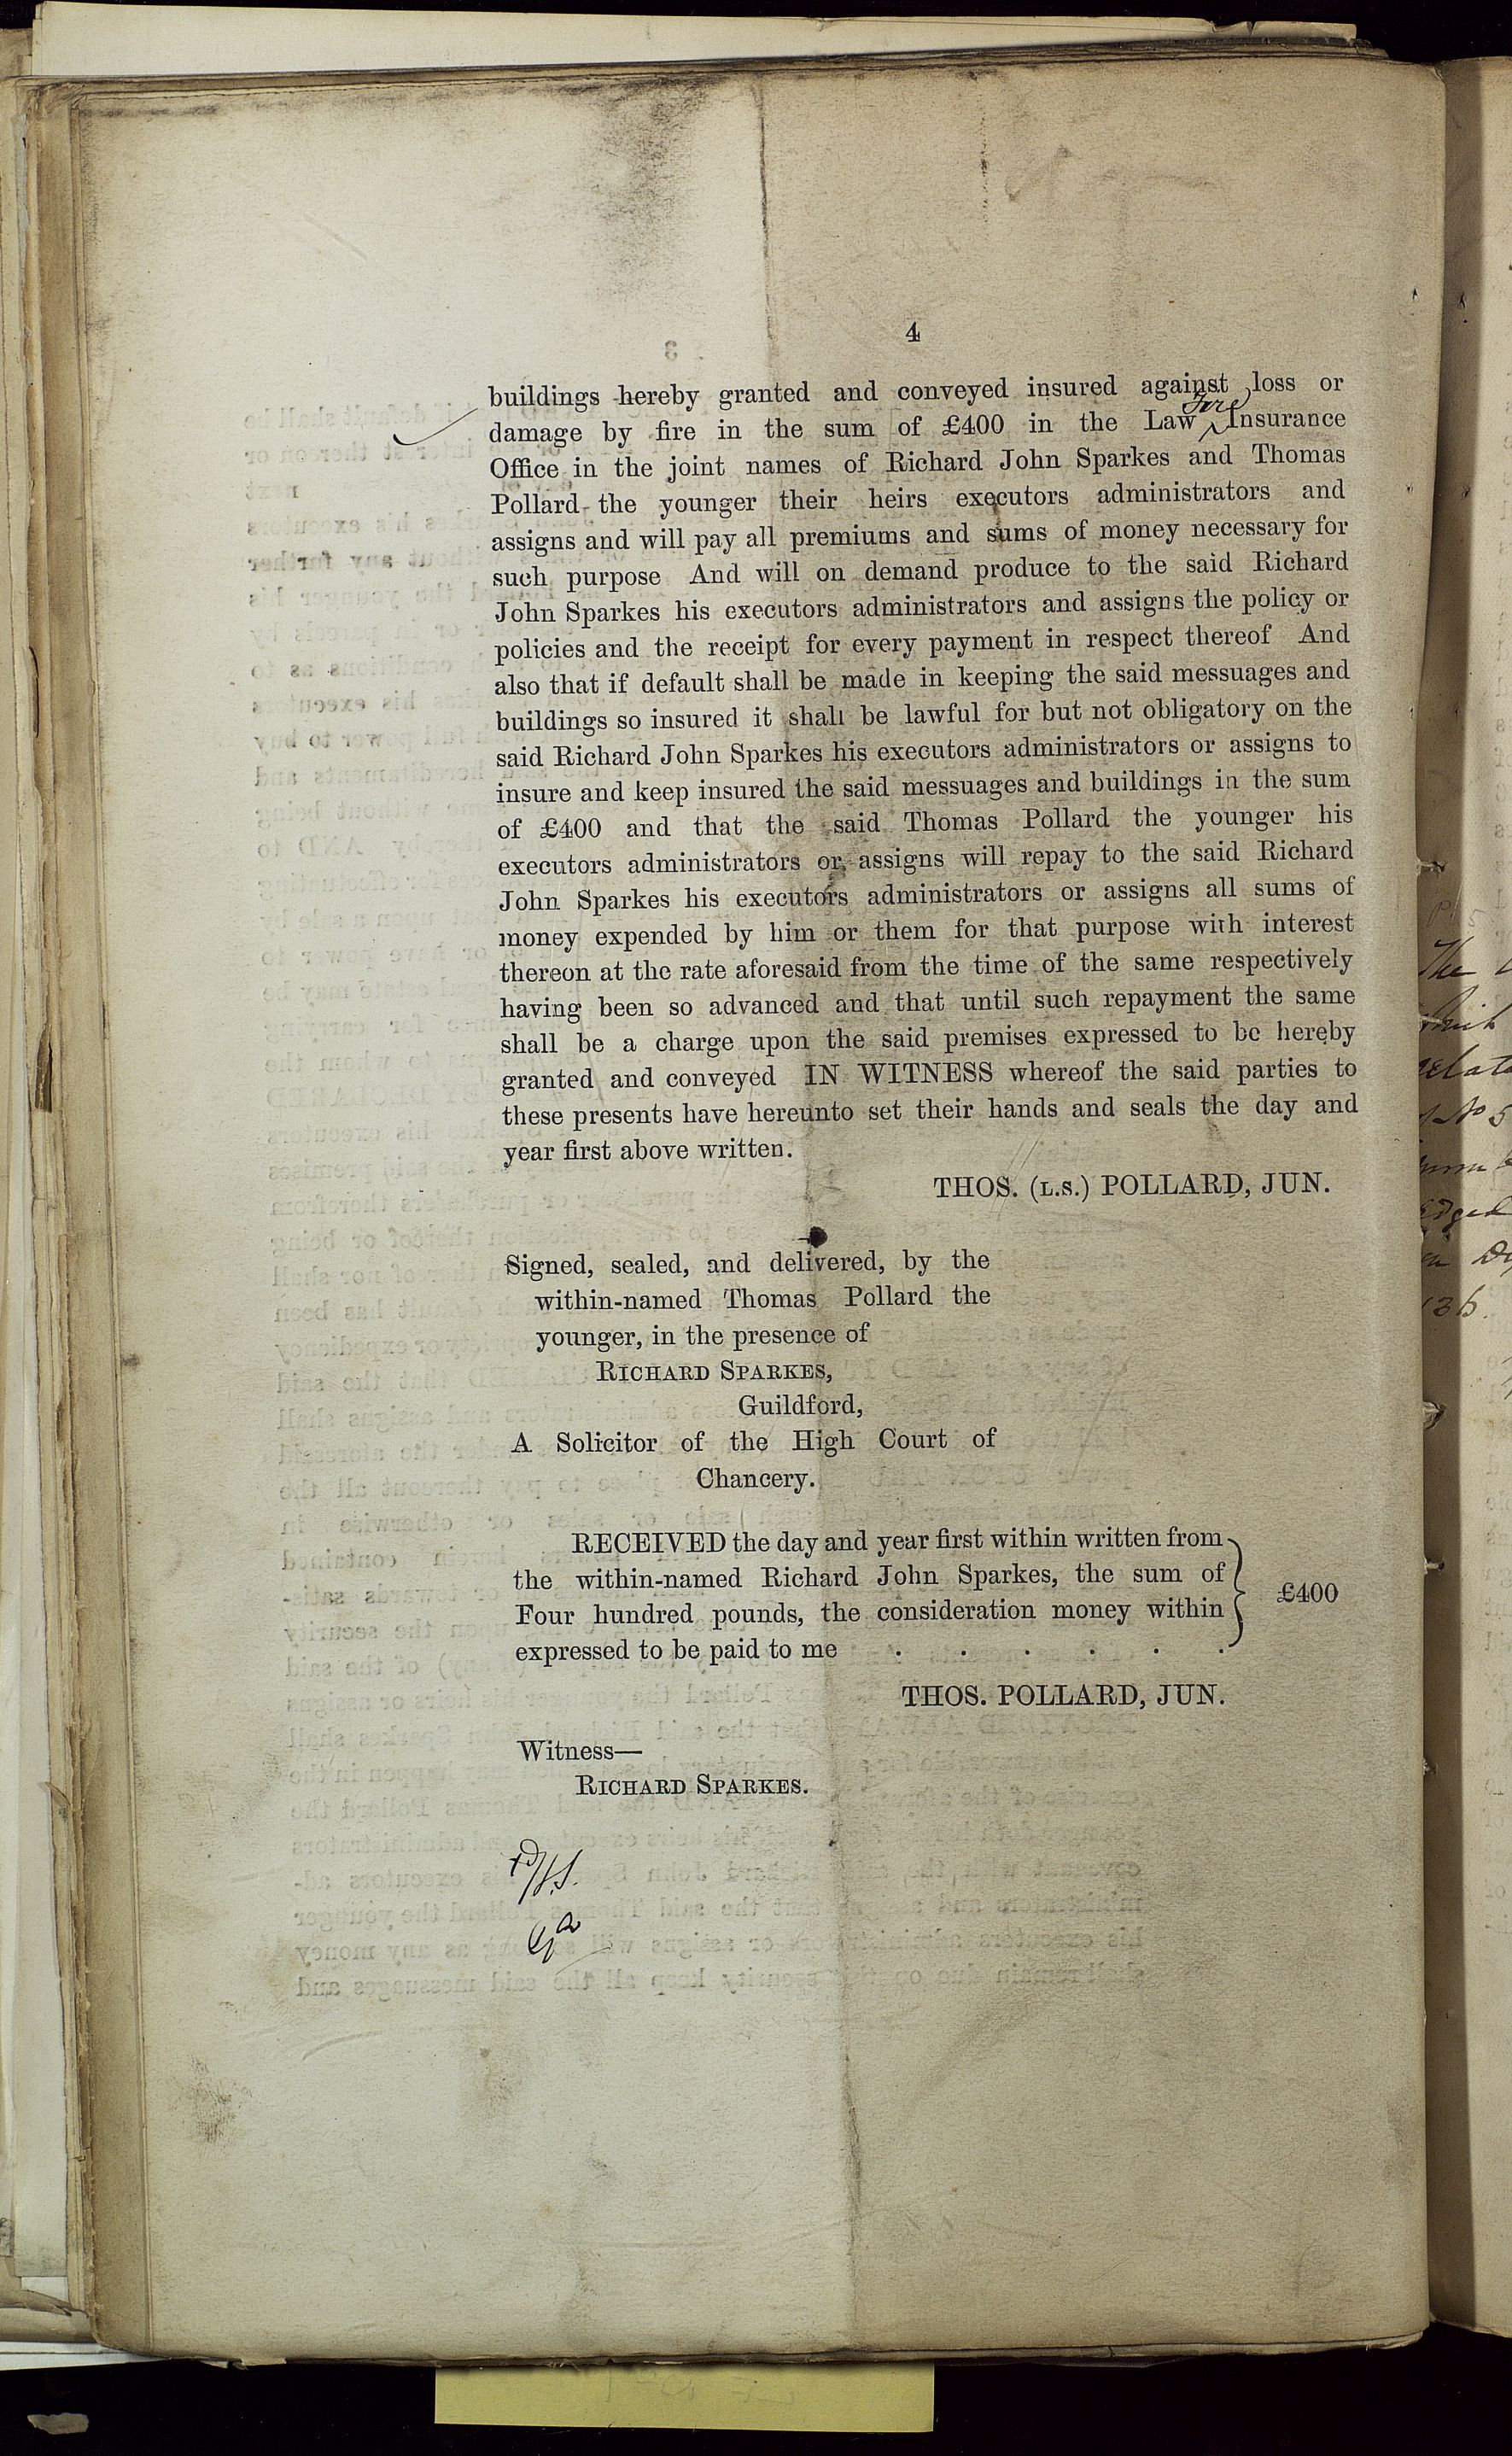 4
buildings hereby granted and conveyed insured against loss or
damage by fire in the sum of £400 in the Law Fire Insurance
Office in the joint names of Richard John Sparkes and Thomas
Pollard the younger their heirs executors administrators and
assigns and will pay all premiums and sums of money necessary for
such purpose And will on demand produce to the said Richard
John Sparkes his executors administrators and assigns the policy or
policies and the receipt for every payment in respect thereof And
also that if default shall be made in keeping the said messuages and
buildings so insured it shall be lawful for but not obligatory on the
said Richard John Sparkes his executors administrators or assigns to
insure and keep insured the said messuages and buildings in the sum
of £400 and that the said Thomas Pollard the younger his
executors administrators or assigns will repay to the said Richard
John Sparkes his executors administrators or assigns all sums of
money expended by him or them for that purpose with interest
thereon at the rate aforesaid from the time of the same respectively
having been so advanced and that until such repayment the same
shall be a charge upon the said premises expressed to be hereby
granted and conveyed IN WITNESS whereof the said parties to
these presents have hereunto set their hands and seals the day and
year first above written.
THOS. (L.S.) POLLARD, JUN.
Signed, sealed, and delivered, by the
within-named Thomas Pollard the
younger, in the presence of
RICHARD SPARKES,
Guildford,
A Solicitor of the High Court of
Chancery.
RECEIVED the day and year first within written from
the within-named Richard John Sparkes, the sum of
Four hundred pounds, the consideration money within
expressed to be paid to me . . . . . .
£400
THOS. POLLARD, JUN.
Witness—
RICHARD SPARKES.